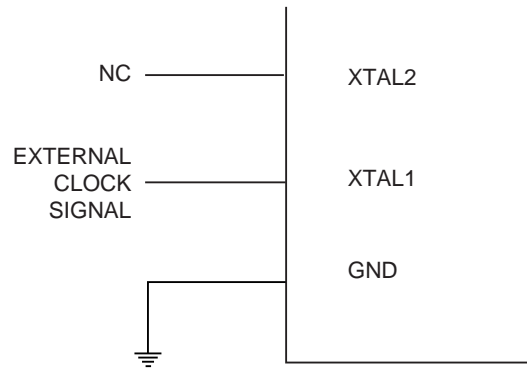 NC
XTAL2
EXTERNAL
CLOCK
SIGNAL
XTAL1
GND